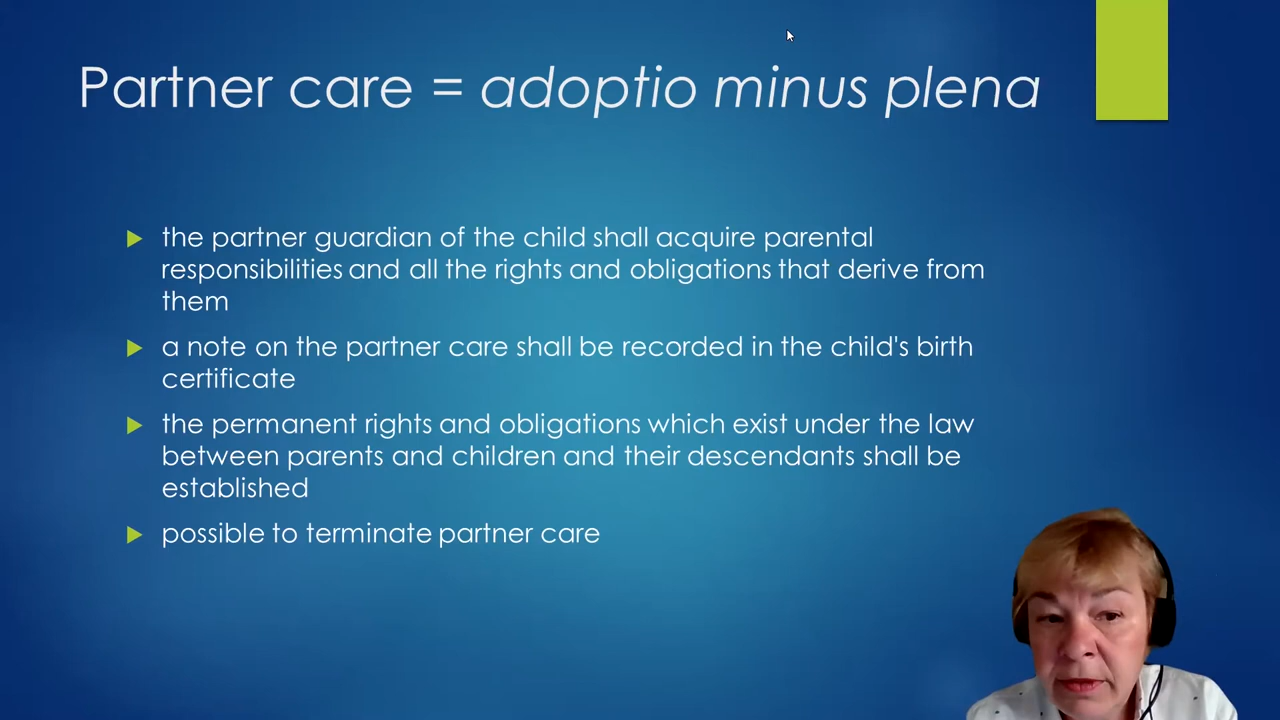 Partner care = adoptio minus plena
the partner guardian of the child shall acquire parental
responsibilities and all the rights and obligations that derive from
them
a note on the partner care shall be recorded in the child's birth
certificate
the permanent rights and obligations which exist under the law
between parents and children and their descendants shall be
established
possible to terminate partner care